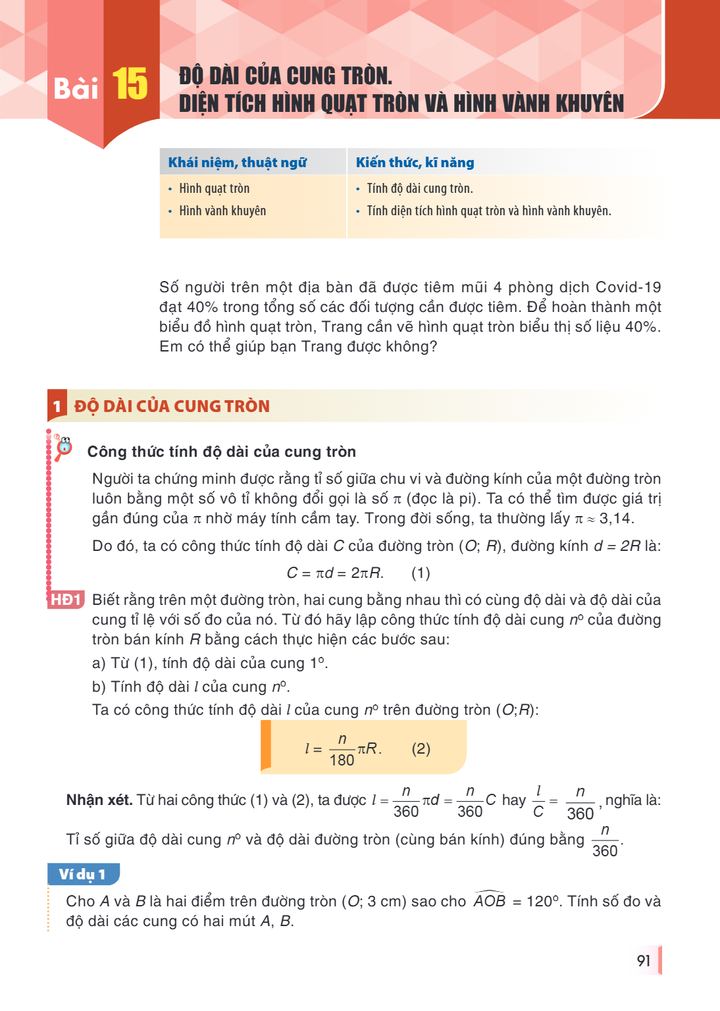 Bài 15
ĐỘ DÀI CỦA CUNG TRÒN.
DIỆN TÍCH HÌNH QUẠT TRÒN VÀ HÌNH VÀNH KHUYÊN
Khái niệm, thuật ngữ
• Hình quạt tròn
• Hình vành khuyên
Kiến thức, kĩ năng
• Tính độ dài cung tròn.
• Tính diện tích hình quạt tròn và hình vành khuyên.
Số người trên một địa bàn đã được tiêm mũi 4 phòng dịch Covid-19
đạt 40% trong tổng số các đối tượng cần được tiêm. Để hoàn thành một
biểu đồ hình quạt tròn, Trang cần vẽ hình quạt tròn biểu thị số liệu 40%.
Em có thể giúp bạn Trang được không?
1 ĐỘ DÀI CỦA CUNG TRÒN
Công thức tính độ dài của cung tròn
Người ta chứng minh được rằng tỉ số giữa chu vi và đường kính của một đường tròn
luôn bằng một số vô tỉ không đổi gọi là số π (đọc là pi). Ta có thể tìm được giá trị
gần đúng của π nhờ máy tính cầm tay. Trong đời sống, ta thường lấy π ≈ 3,14.
Do đó, ta có công thức tính độ dài C của đường tròn (O; R), đường kính d = 2R là:
C = πd = 2πR. (1)
HĐ1 Biết rằng trên một đường tròn, hai cung bằng nhau thì có cùng độ dài và độ dài của
cung tỉ lệ với số đo của nó. Từ đó hãy lập công thức tính độ dài cung nº của đường
tròn bán kính R bằng cách thực hiện các bước sau:
a) Từ (1), tính độ dài của cung 1º.
b) Tính độ dài l của cung nº.
Ta có công thức tính độ dài l của cung nº trên đường tròn (O;R):
l = n/180 πR. (2)
Nhận xét. Từ hai công thức (1) và (2), ta được l = n/360 πd = n/360 C hay l/C = n/360, nghĩa là:
Tỉ số giữa độ dài cung nº và độ dài đường tròn (cùng bán kính) đúng bằng n/360.
Ví dụ 1
Cho A và B là hai điểm trên đường tròn (O; 3 cm) sao cho AOB = 120º. Tính số đo và
độ dài các cung có hai mút A, B.
91